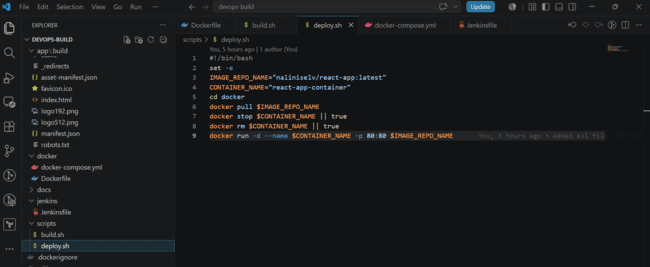 File Edit Selection View Go Run ...
devops-build
Update
EXPLORER
DEVOPS-BUILD
app\build
_redirects
asset-manifest.json
favicon.ico
index.html
logo192.png
logo512.png
manifest.json
robots.txt
docker
docker-compose.yml
Dockerfile
docs
jenkins
Jenkinsfile
scripts
build.sh
deploy.sh
.dockerignore
Dockerfile
build.sh
deploy.sh
docker-compose.yml
Jenkinsfile
scripts > deploy.sh
You, 5 hours ago | 1 author (You)
1 #!/bin/bash
2 set -e
3 IMAGE_REPO_NAME="naliniselv/react-app:latest"
4 CONTAINER_NAME="react-app-container"
5 cd docker
6 docker pull $IMAGE_REPO_NAME
7 docker stop $CONTAINER_NAME || true
8 docker rm $CONTAINER_NAME || true
9 docker run -d --name $CONTAINER_NAME -p 80:80 $IMAGE_REPO_NAME You, 5 hours ago • Added all fil